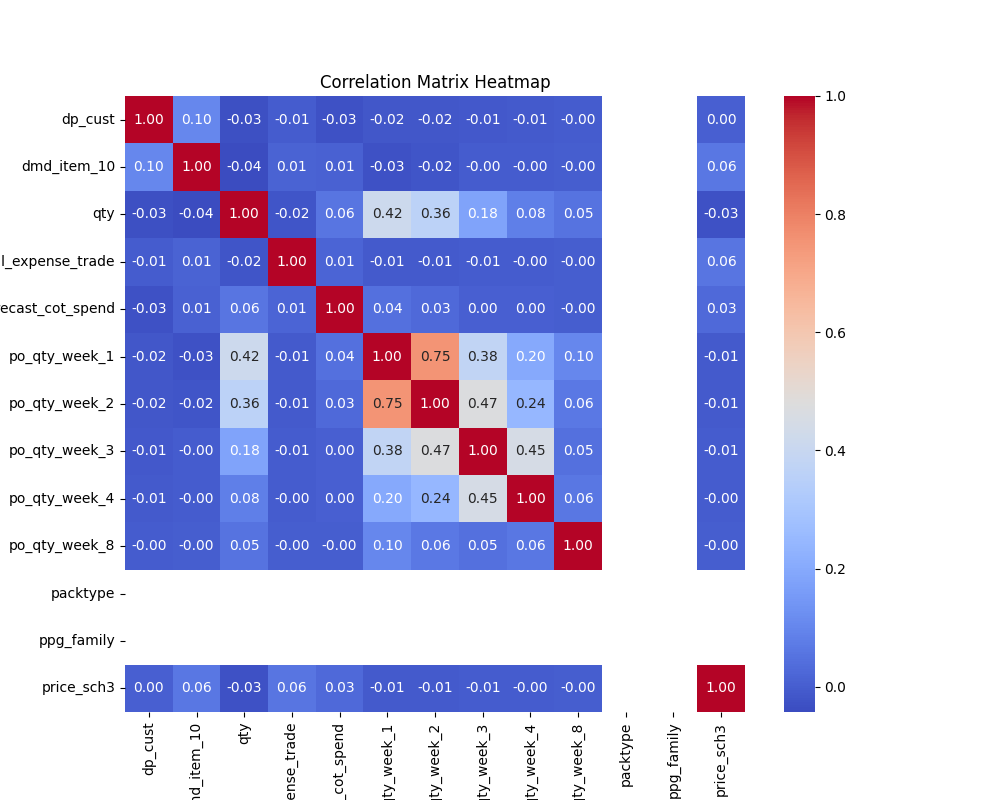 Correlation Matrix Heatmap
dp_cust 1.00 0.10 -0.03 -0.01 -0.03 -0.02 -0.02 -0.01 -0.01 -0.00 0.00
dmd_item_10 0.10 1.00 -0.04 0.01 0.01 -0.03 -0.02 -0.00 -0.00 -0.00 0.06
qty -0.03 -0.04 1.00 -0.02 0.06 0.42 0.36 0.18 0.08 0.05 -0.03
l_expense_trade -0.01 0.01 -0.02 1.00 0.01 -0.01 -0.01 -0.01 -0.00 -0.00 0.06
ecast_cot_spend -0.03 0.01 0.06 0.01 1.00 0.04 0.03 0.00 0.00 -0.00 0.03
po_qty_week_1 -0.02 -0.03 0.42 -0.01 0.04 1.00 0.75 0.38 0.20 0.10 -0.01
po_qty_week_2 -0.02 -0.02 0.36 -0.01 0.03 0.75 1.00 0.47 0.24 0.06 -0.01
po_qty_week_3 -0.01 -0.00 0.18 -0.01 0.00 0.38 0.47 1.00 0.45 0.05 -0.01
po_qty_week_4 -0.01 -0.00 0.08 -0.00 0.00 0.20 0.24 0.45 1.00 0.06 -0.00
po_qty_week_8 -0.00 -0.00 0.05 -0.00 -0.00 0.10 0.06 0.05 0.06 1.00 -0.00
packtype
ppg_family
price_sch3 0.00 0.06 -0.03 0.06 0.03 -0.01 -0.01 -0.01 -0.00 -0.00 1.00
dp_cust
nd_item_10
qty
ense_trade
_cot_spend
qty_week_1
qty_week_2
qty_week_3
qty_week_4
qty_week_8
packtype
ppg_family
price_sch3
1.0
0.8
0.6
0.4
0.2
0.0